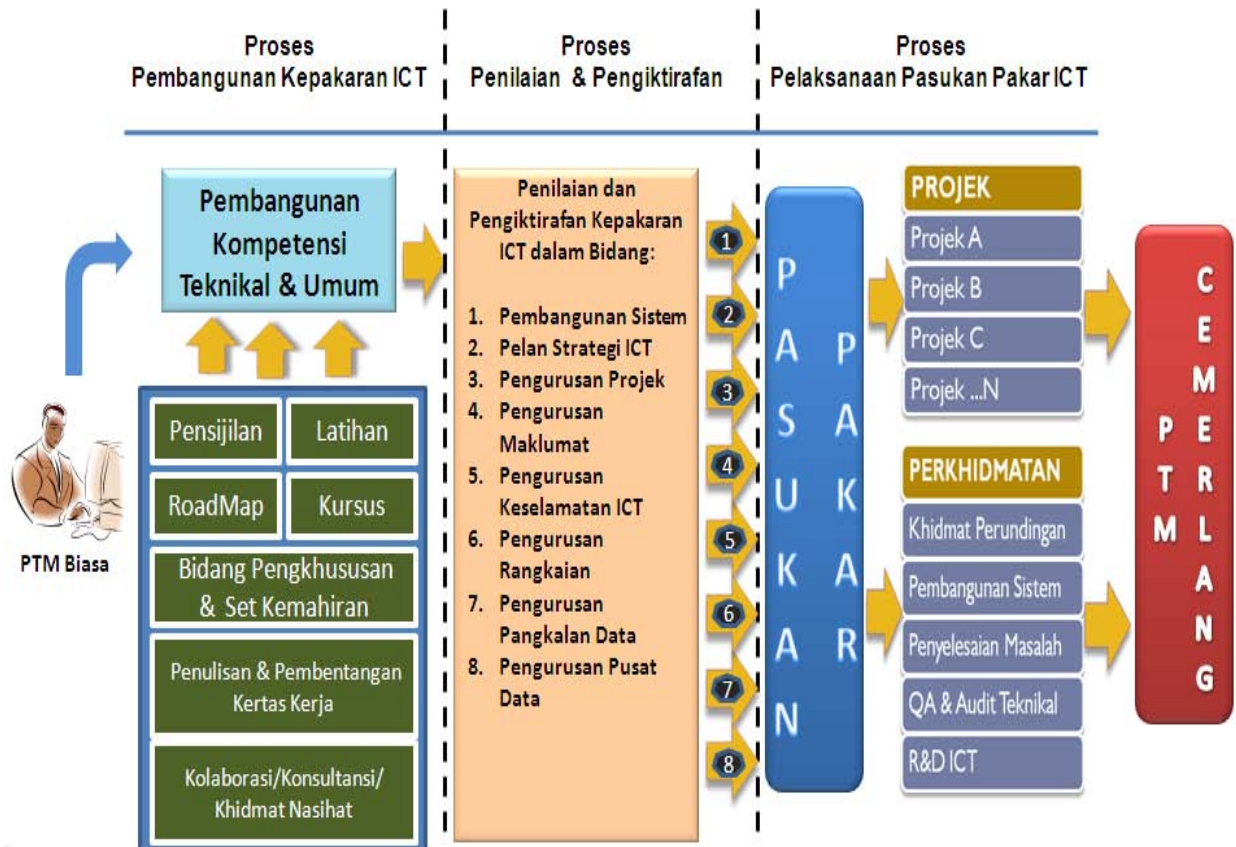 Proses
Pembangunan Kepakaran ICT
Proses
Penilaian & Pengiktirafan
Proses
Pelaksanaan Pasukan Pakar ICT
Pembangunan
Kompetensi
Teknikal & Umum
Pensijilan
Latihan
RoadMap
Kursus
Bidang Pengkhususan
& Set Kemahiran
Penulisan & Pembentangan
Kertas Kerja
Kolaborasi/Konsultansi/
Khidmat Nasihat
PTM Biasa
Penilaian dan
Pengiktirafan Kepakaran
ICT dalam Bidang:
1. Pembangunan Sistem
2. Pelan Strategi ICT
3. Pengurusan Projek
4. Pengurusan
Maklumat
5. Pengurusan
Keselamatan ICT
6. Pengurusan
Rangkaian
7. Pengurusan
Pangkalan Data
8. Pengurusan Pusat
Data
1
2
3
4
5
6
7
8
PASUKAN
PAKAR
PROJEK
Projek A
Projek B
Projek C
Projek ...N
PERKHIDMATAN
Khidmat Perundingan
Pembangunan Sistem
Penyelesaian Masalah
QA & Audit Teknikal
R&D ICT
PTM
CEMERLANG